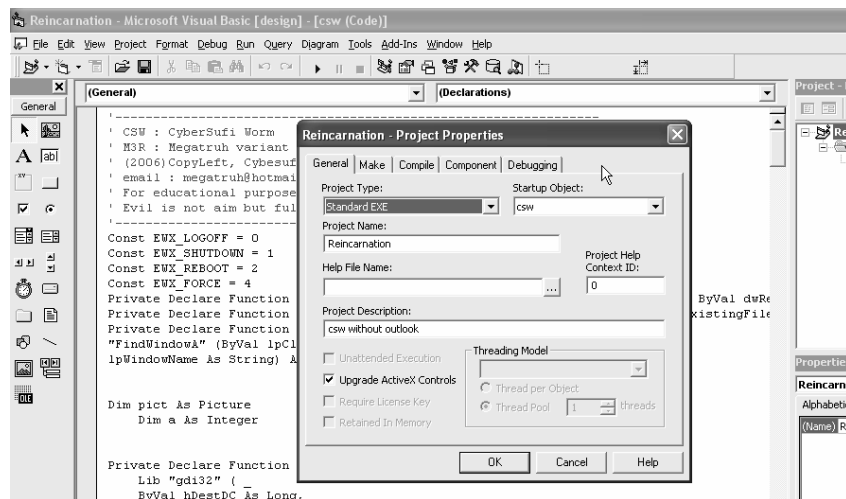 Reincarnation - Microsoft Visual Basic [design] - [csw (Code)]
File Edit View Project Format Debug Run Query Diagram Tools Add-Ins Window Help
General
(General)
(Declarations)
Project -
'-----------------------------------------------------------------
' CSW : CyberSufi Worm
' M3R : Megatruh variant
' (2006)CopyLeft, Cybesuf
' email : megatruh@hotmai
' For educational purpose
' Evil is not aim but ful
'-----------------------------------------------------------------
Const EWX_LOGOFF = 0
Const EWX_SHUTDOWN = 1
Const EWX_REBOOT = 2
Const EWX_FORCE = 4
Private Declare Function
ByVal dwRe
Private Declare Function
xistingFile
Private Declare Function
"FindWindowA" (ByVal lpCl
lpWindowName As String) A
Dim pict As Picture
Dim a As Integer
Private Declare Function
Lib "gdi32" ( _
ByVal hDestDC As Long,
Reincarnation - Project Properties
General Make Compile Component Debugging
Project Type:
Startup Object:
Standard EXE
csw
Project Name:
Reincarnation
Help File Name:
...
Project Help
Context ID:
0
Project Description:
csw without outlook
Unattended Execution
Upgrade ActiveX Controls
Require License Key
Retained In Memory
Threading Model
Thread per Object
Thread Pool 1 threads
OK Cancel Help
Re
Propertie
Reincarn
Alphabeti
(Name) R
A
ab
XY
OLE